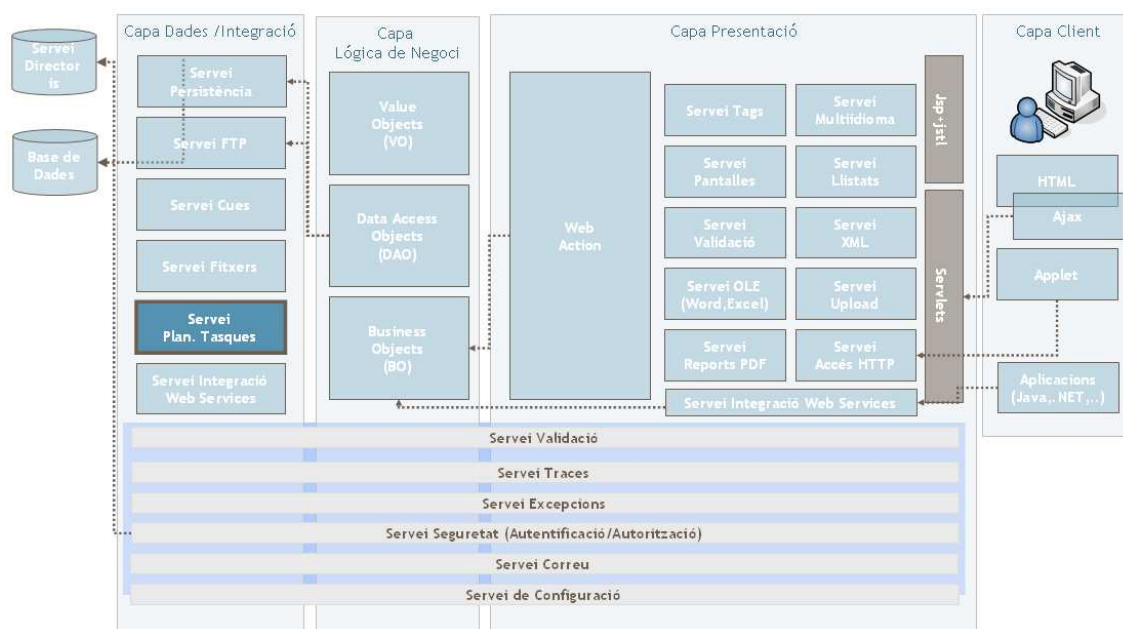 Servei
Director
is
Base de
Dades
Capa Dades /Integració
Servei
Persistència
Servei FTP
Servei Cues
Servei Fitxers
Servei
Plan. Tasques
Servei Integració
Web Services
Capa
Lógica de Negoci
Value
Objects
(VO)
Data Access
Objects
(DAO)
Business
Objects
(BO)
Capa Presentació
Web
Action
Servei Tags
Servei
Multiidioma
Servei
Pantalles
Servei
Llistats
Servei
Validació
Servei
XML
Servei OLE
(Word,Excel)
Servei
Upload
Servei
Reports PDF
Servei
Accés HTTP
Servei Integració Web Services
Jsp+jstl
Servlets
Capa Client
HTML
Ajax
Applet
Aplicacions
(Java,.NET,..)
Servei Validació
Servei Traces
Servei Excepcions
Servei Seguretat (Autentificació/Autorització)
Servei Correu
Servei de Configuració